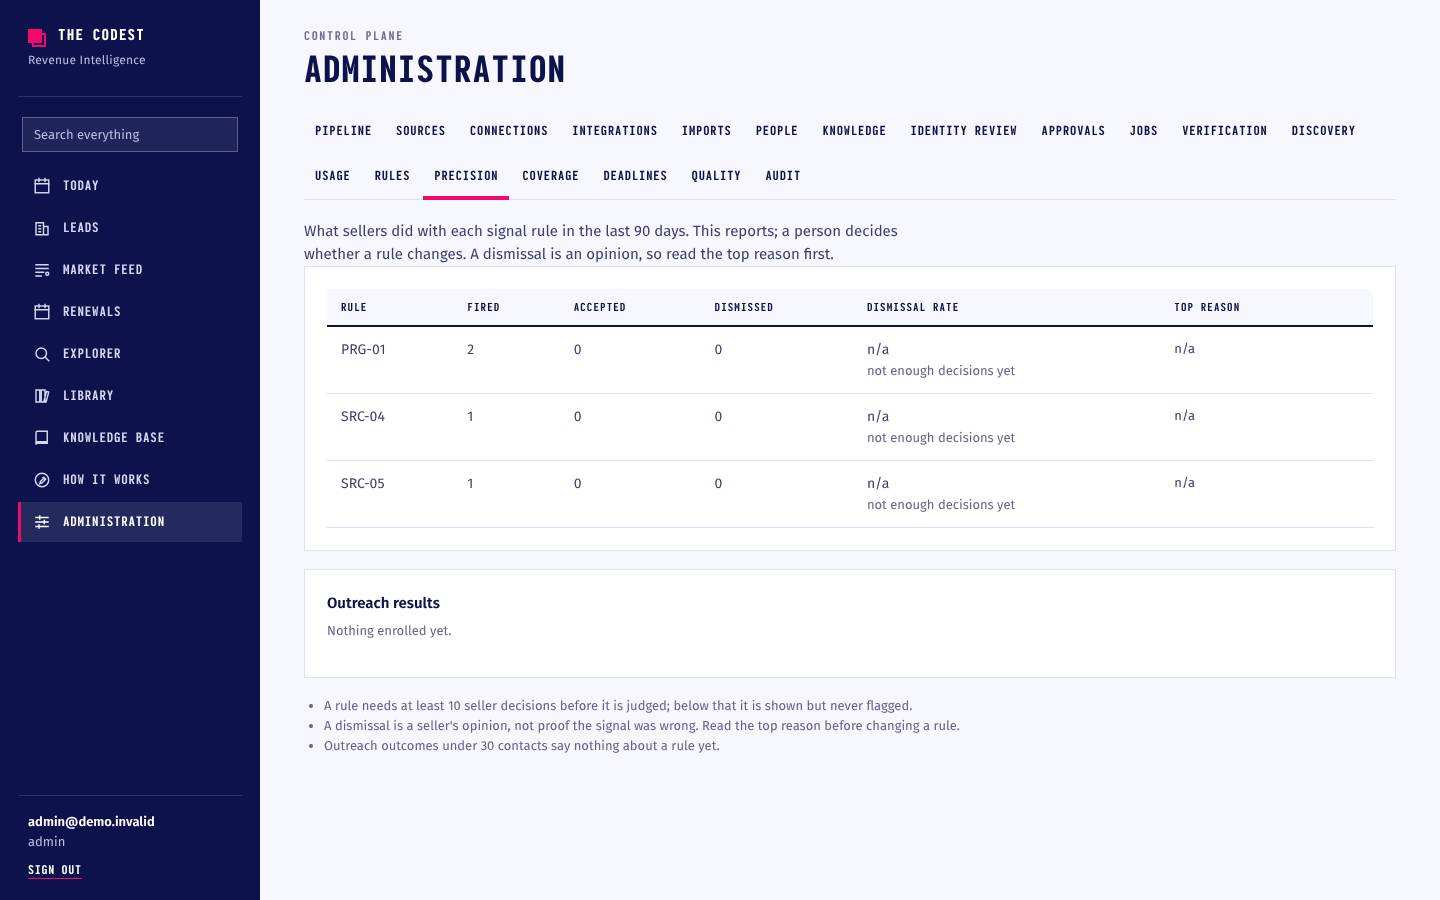 THE CODEST
Revenue Intelligence
Search everything
TODAY
LEADS
MARKET FEED
RENEWALS
EXPLORER
LIBRARY
KNOWLEDGE BASE
HOW IT WORKS
ADMINISTRATION
admin@demo.invalid
admin
SIGN OUT
CONTROL PLANE
ADMINISTRATION
PIPELINE SOURCES CONNECTIONS INTEGRATIONS IMPORTS PEOPLE KNOWLEDGE IDENTITY REVIEW APPROVALS JOBS VERIFICATION DISCOVERY
USAGE RULES PRECISION COVERAGE DEADLINES QUALITY AUDIT
What sellers did with each signal rule in the last 90 days. This reports; a person decides
whether a rule changes. A dismissal is an opinion, so read the top reason first.
RULE FIRED ACCEPTED DISMISSED DISMISSAL RATE TOP REASON
PRG-01 2 0 0 n/a n/a
not enough decisions yet
SRC-04 1 0 0 n/a n/a
not enough decisions yet
SRC-05 1 0 0 n/a n/a
not enough decisions yet
Outreach results
Nothing enrolled yet.
• A rule needs at least 10 seller decisions before it is judged; below that it is shown but never flagged.
• A dismissal is a seller's opinion, not proof the signal was wrong. Read the top reason before changing a rule.
• Outreach outcomes under 30 contacts say nothing about a rule yet.